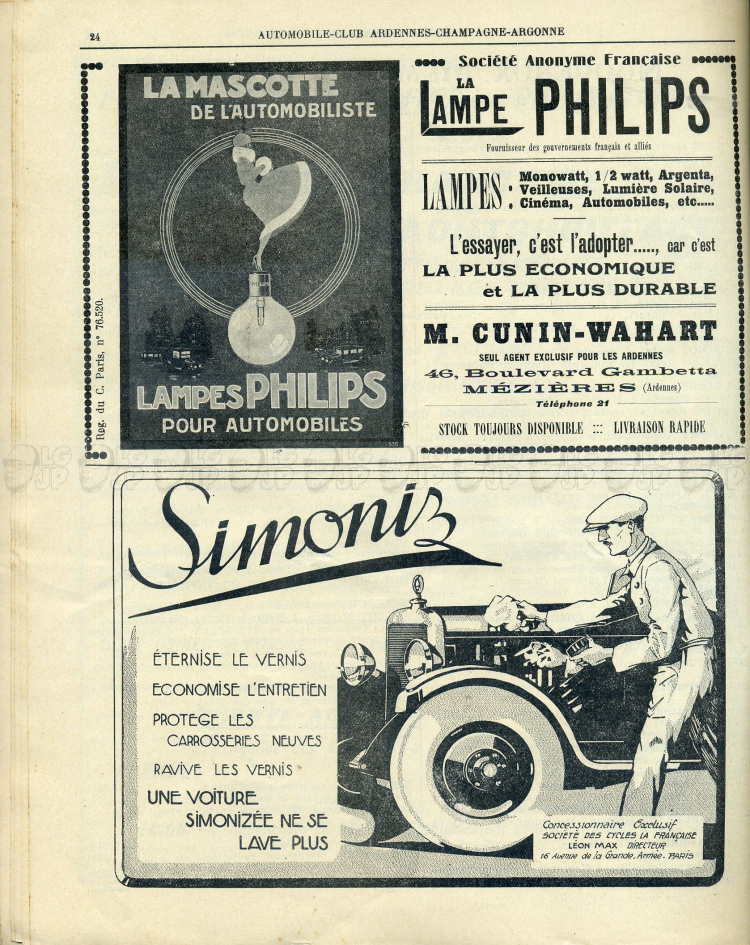 24
AUTOMOBILE-CLUB ARDENNES-CHAMPAGNE-ARGONNE
Reg. du C. Paris, nº 76.520.
LA MASCOTTE
DE L'AUTOMOBILISTE
LAMPES PHILIPS
POUR AUTOMOBILES
Société Anonyme Française
LA LAMPE PHILIPS
Fournisseur des gouvernements français et alliés
LAMPES : Monowatt, 1/2 watt, Argenta,
Veilleuses, Lumière Solaire,
Cinéma, Automobiles, etc.....
L'essayer, c'est l'adopter....., car c'est
LA PLUS ECONOMIQUE
et LA PLUS DURABLE
M. CUNIN-WAHART
SEUL AGENT EXCLUSIF POUR LES ARDENNES
46, Boulevard Gambetta
MÉZIÈRES (Ardennes)
Téléphone 21
STOCK TOUJOURS DISPONIBLE ::: LIVRAISON RAPIDE
Simoniz
ÉTERNISE LE VERNIS
ECONOMISE L'ENTRETIEN
PROTEGE LES
CARROSSERIES NEUVES
RAVIVE LES VERNIS
UNE VOITURE
SIMONIZÉE NE SE
LAVE PLUS
Concessionnaire Exclusif
SOCIÉTÉ DES CYCLES LA FRANÇAISE
LÉON MAX DIRECTEUR
16 Avenue de la Grande Armée-PARIS